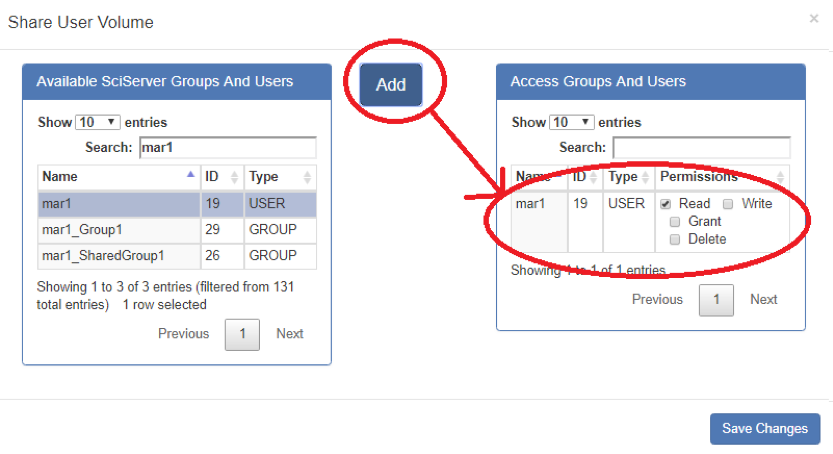 Share User Volume ×
Available SciServer Groups And Users
Show 10 entries
Search: mar1
Name ID Type
mar1 19 USER
mar1_Group1 29 GROUP
mar1_SharedGroup1 26 GROUP
Showing 1 to 3 of 3 entries (filtered from 131
total entries) 1 row selected
Previous 1 Next
Add
Access Groups And Users
Show 10 entries
Search:
Name ID Type Permissions
mar1 19 USER Read Write
Grant
Delete
Showing 1 to 1 of 1 entries
Previous 1 Next
Save Changes